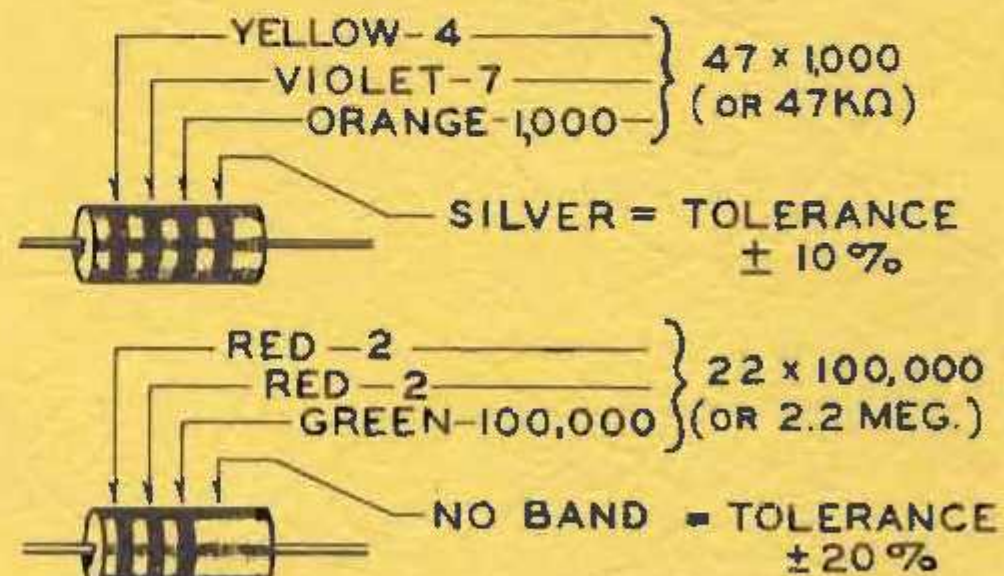 YELLOW-4
VIOLET-7
ORANGE-1,000
47 x 1,000
(OR 47KΩ)
SILVER = TOLERANCE
± 10 %
RED -2
RED -2
GREEN-100,000
22 x 100,000
(OR 2.2 MEG.)
NO BAND = TOLERANCE
± 20 %